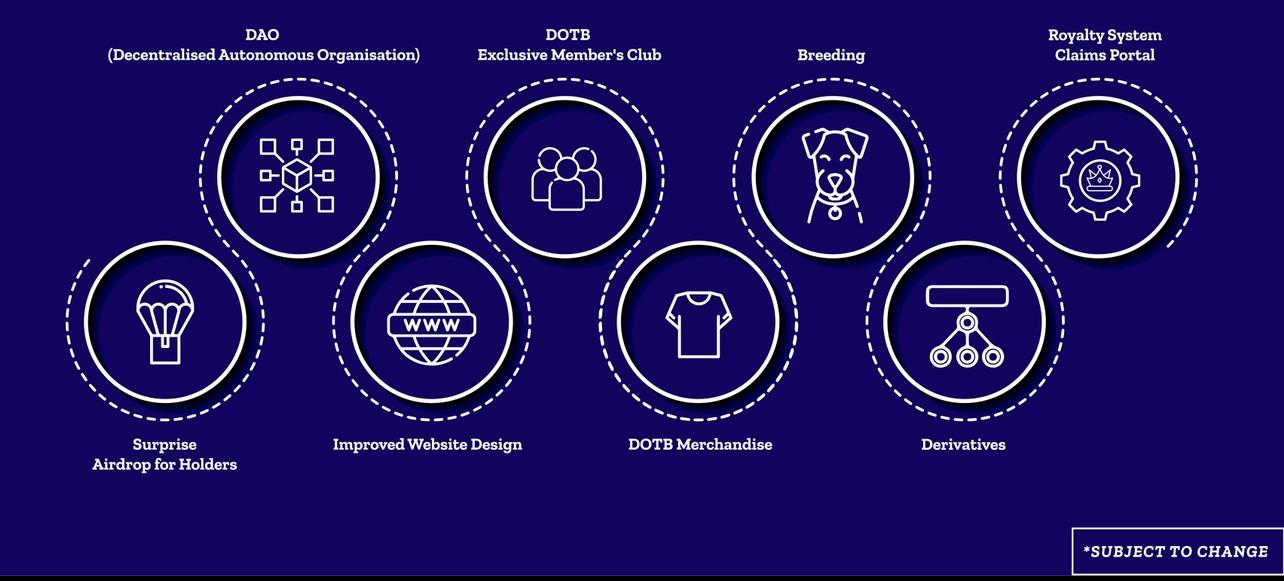 DAO
(Decentralised Autonomous Organisation)
DOTB
Exclusive Member's Club
Breeding
Royalty System
Claims Portal
WWW
Surprise
Airdrop for Holders
Improved Website Design
DOTB Merchandise
Derivatives
*SUBJECT TO CHANGE